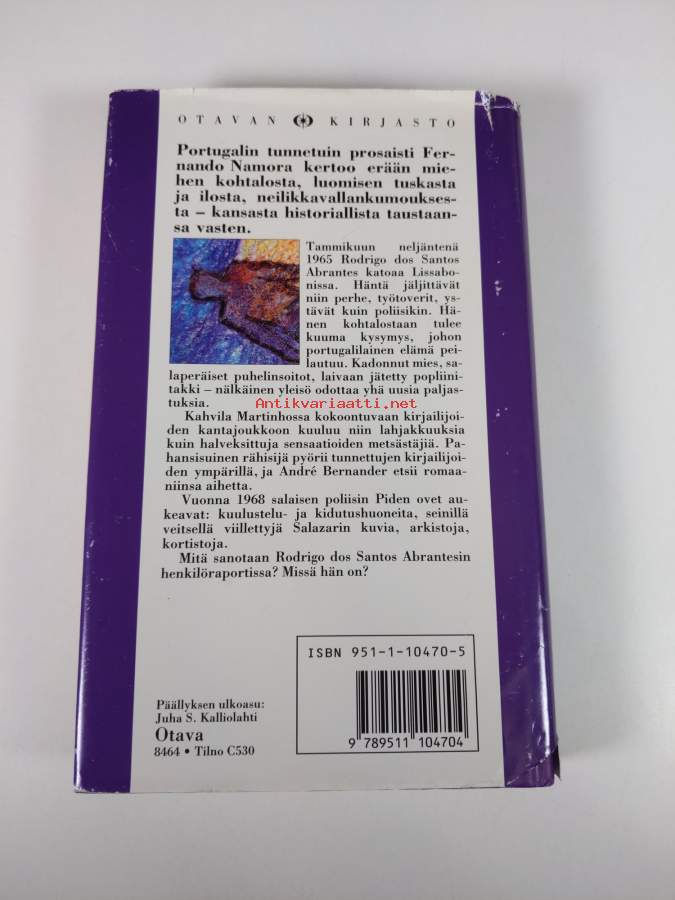 OTAVAN KIRJASTO
Portugalin tunnetuin prosaisti Fer-
nando Namora kertoo erään mie-
hen kohtalosta, luomisen tuskasta
ja ilosta, neilikkavallankumoukses-
ta – kansasta historiallista taustaan-
sa vasten.
Tammikuun neljäntenä
1965 Rodrigo dos Santos
Abrantes katoaa Lissabo-
nissa. Häntä jäljittävät
niin perhe, työtoverit, ys-
tävät kuin poliisikin. Hä-
nen kohtalostaan tulee
kuuma kysymys, johon
portugalilainen elämä pei-
lautuu. Kadonnut mies, sa-
laperäiset puhelinsoitot, laivaan jätetty popliini-
takki – nälkäinen yleisö odottaa yhä uusia paljas-
tuksia.
Antikvariaatti.net
Kahvila Martinhossa kokoontuvaan kirjailijoi-
den kantajoukkoon kuuluu niin lahjakkuuksia
kuin halveksittuja sensaatioiden metsästäjiä. Pa-
hansisuinen rähisijä pyörii tunnettujen kirjailijoi-
den ympärillä, ja André Bernander etsii romaa-
niinsa aihetta.
Vuonna 1968 salaisen poliisin Piden ovet au-
keavat: kuulustelu- ja kidutushuoneita, seinillä
veitsellä viillettyjä Salazarin kuvia, arkistoja,
kortistoja.
Mitä sanotaan Rodrigo dos Santos Abrantesin
henkilöraportissa? Missä hän on?
ISBN 951-1-10470-5
9 789511 104704
Päällyksen ulkoasu:
Juha S. Kalliolahti
Otava
8464 • Tilno C530